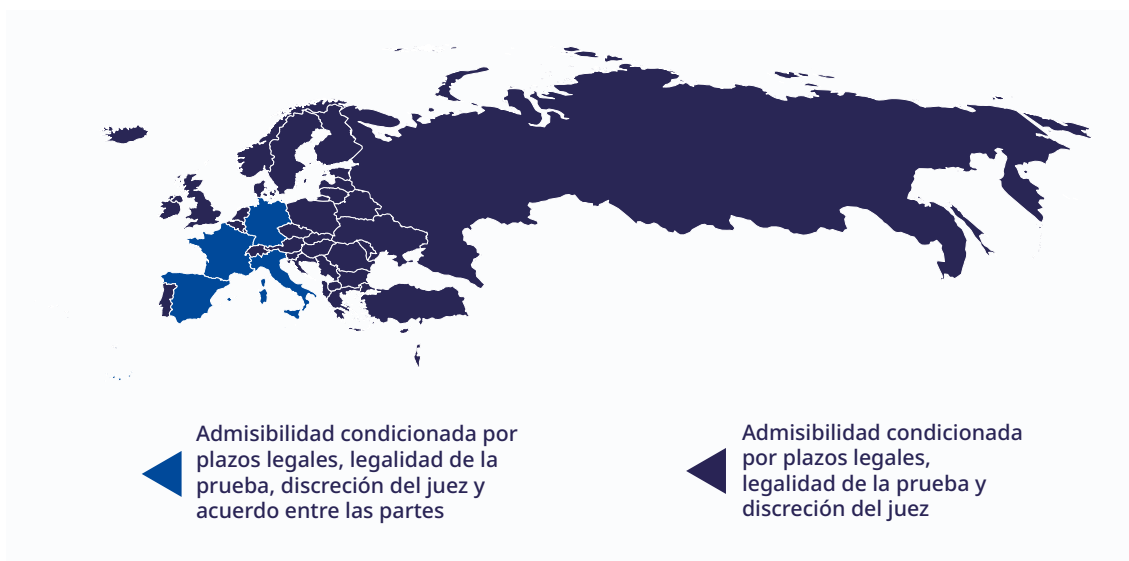 Admisibilidad condicionada por
plazos legales, legalidad de la
prueba, discreción del juez y
acuerdo entre las partes
Admisibilidad condicionada
por plazos legales,
legalidad de la prueba y
discreción del juez